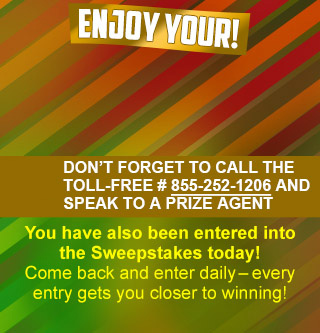 ENJOY YOUR!
DON'T FORGET TO CALL THE
TOLL-FREE # 855-252-1206 AND
SPEAK TO A PRIZE AGENT
You have also been entered into
the Sweepstakes today!
Come back and enter daily – every
entry gets you closer to winning!